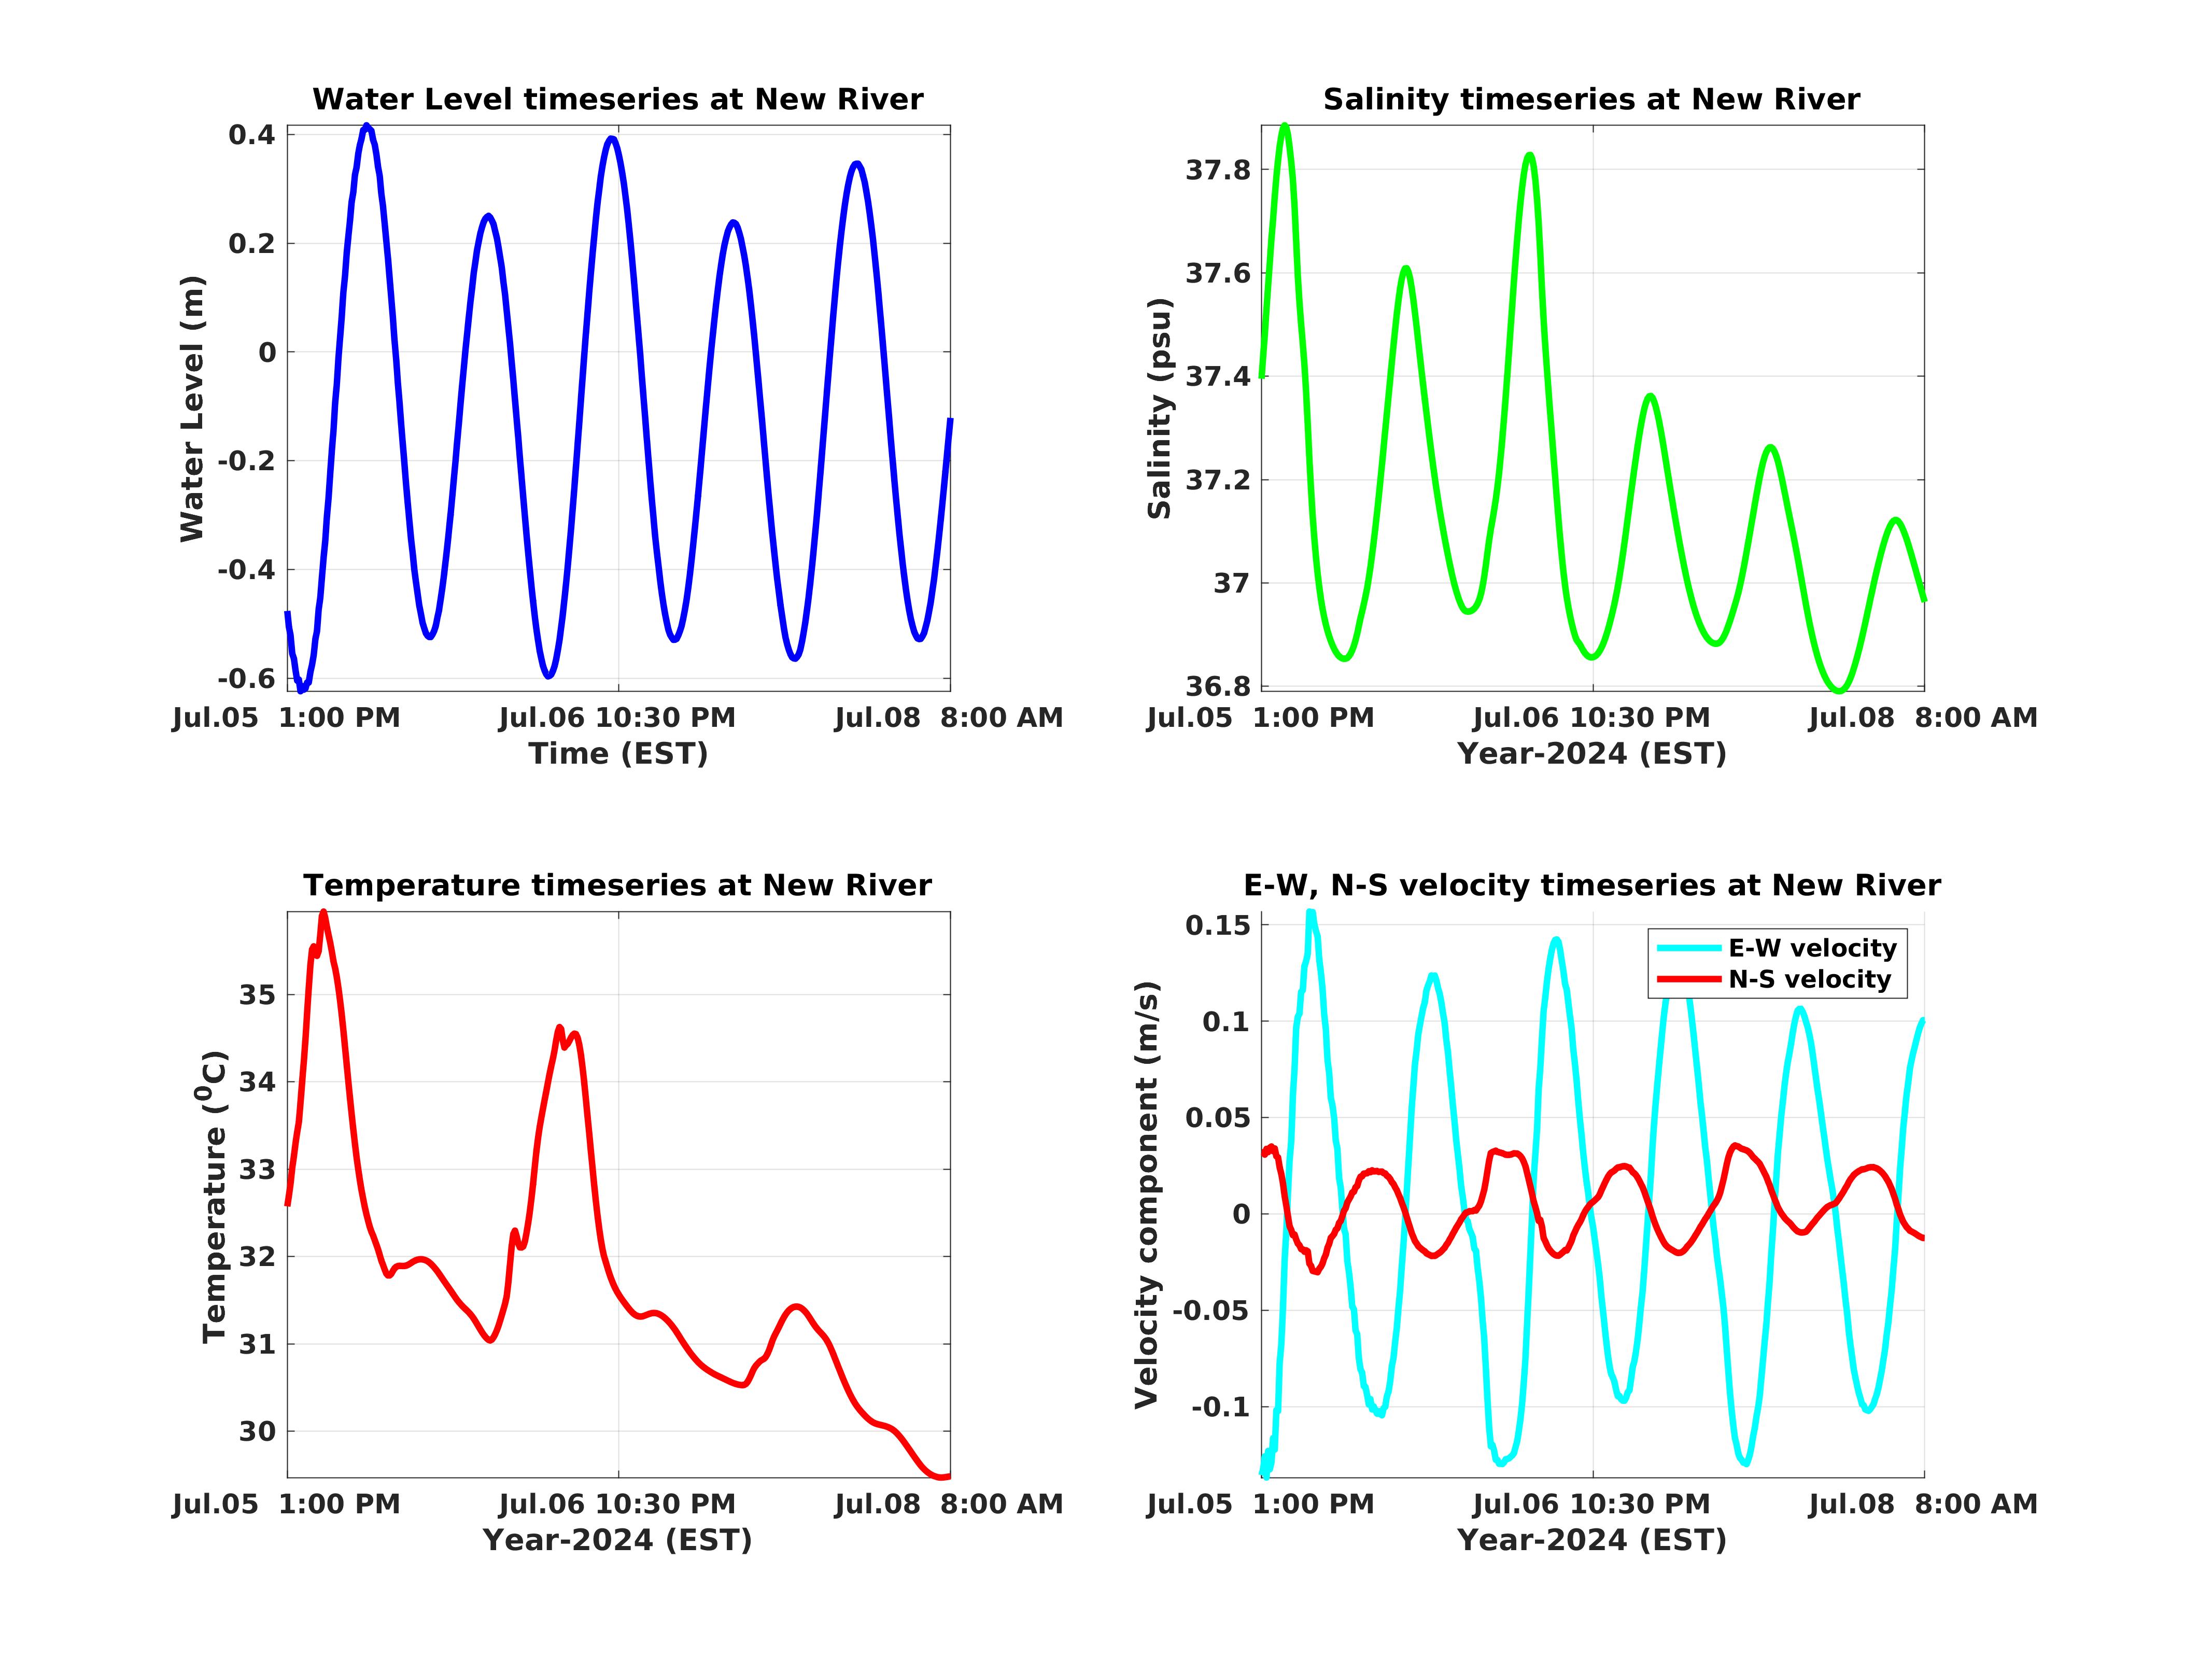 Water Level timeseries at New River
0.4
0.2
0
-0.2
-0.4
-0.6
Water Level (m)
Jul.05 1:00 PM
Jul.06 10:30 PM
Jul.08 8:00 AM
Time (EST)
Salinity timeseries at New River
37.8
37.6
37.4
37.2
37
36.8
Salinity (psu)
Jul.05 1:00 PM
Jul.06 10:30 PM
Jul.08 8:00 AM
Year-2024 (EST)
Temperature timeseries at New River
35
34
33
32
31
30
Temperature (⁰C)
Jul.05 1:00 PM
Jul.06 10:30 PM
Jul.08 8:00 AM
Year-2024 (EST)
E-W, N-S velocity timeseries at New River
E-W velocity
N-S velocity
0.15
0.1
0.05
0
-0.05
-0.1
Velocity component (m/s)
Jul.05 1:00 PM
Jul.06 10:30 PM
Jul.08 8:00 AM
Year-2024 (EST)